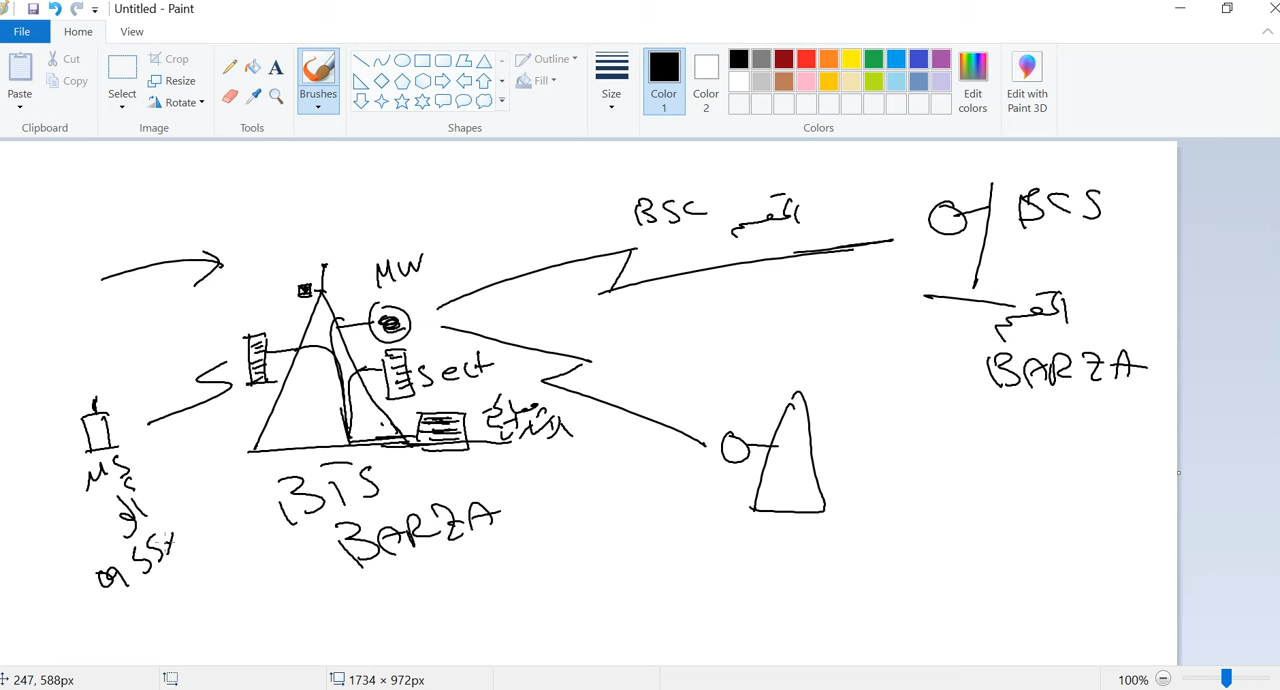 Untitled - Paint
File Home View
Paste
Cut
Copy
Clipboard
Select
Crop
Resize
Rotate
Image
Tools
Brushes
Outline
Fill
Shapes
Size
Color 1
Color 2
Edit colors
Edit with Paint 3D
Colors
BSC
BCS
MW
BARZA
sect
MS
BTS
BARZA
247, 588px
1734 × 972px
100%